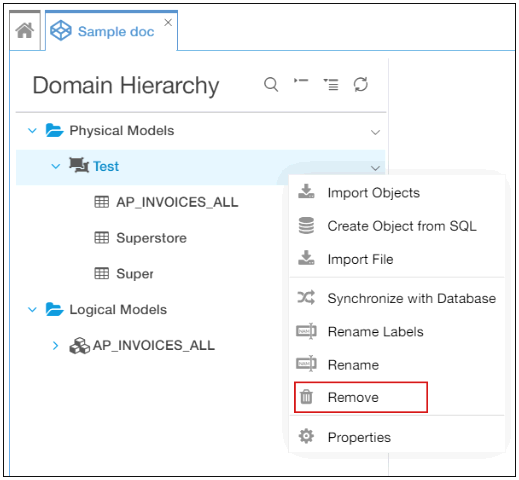 Sample doc
Domain Hierarchy
Physical Models
Test
AP_INVOICES_ALL
Superstore
Super
Logical Models
AP_INVOICES_ALL
Import Objects
Create Object from SQL
Import File
Synchronize with Database
Rename Labels
Rename
Remove
Properties